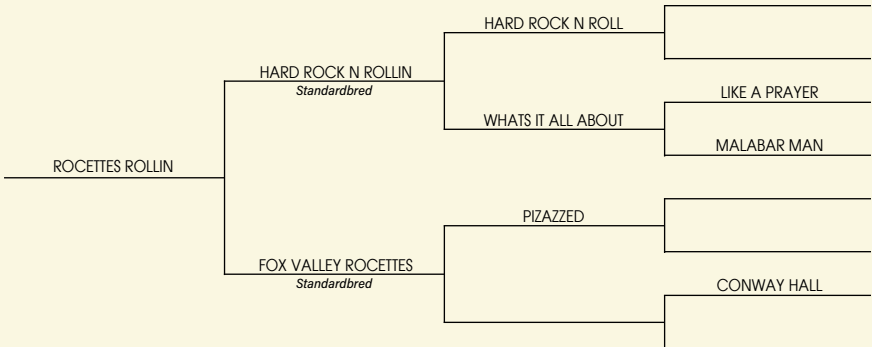 HARD ROCK N ROLL
HARD ROCK N ROLLIN
Standardbred
LIKE A PRAYER
WHATS IT ALL ABOUT
MALABAR MAN
ROCETTES ROLLIN
PIZAZZED
FOX VALLEY ROCETTES
Standardbred
CONWAY HALL